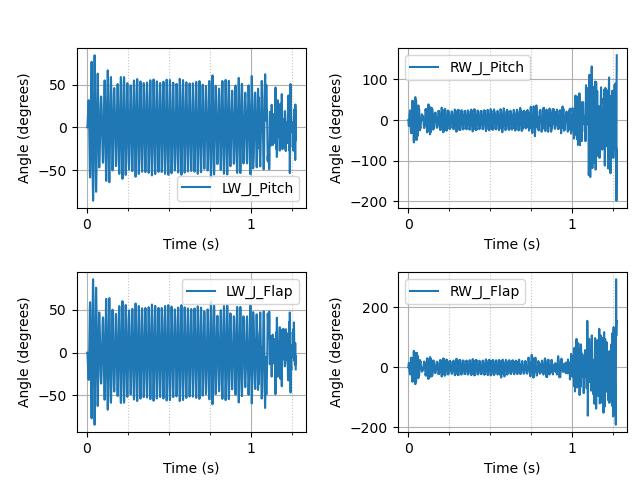 Angle (degrees)
50
0
−50
LW_J_Pitch
0
1
Time (s)
Angle (degrees)
100
0
−100
−200
RW_J_Pitch
0
1
Time (s)
Angle (degrees)
50
0
−50
LW_J_Flap
0
1
Time (s)
Angle (degrees)
200
0
−200
RW_J_Flap
0
1
Time (s)